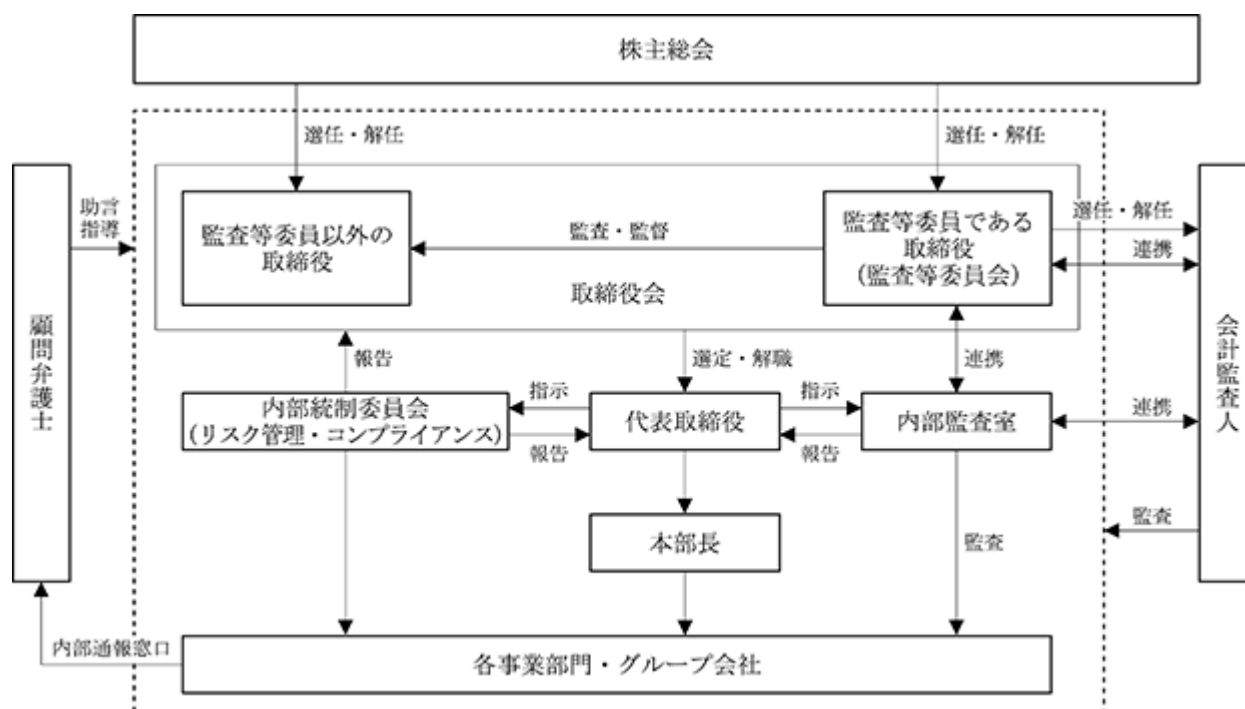 株主総会
選任・解任
選任・解任
助言
指導
監査等委員以外の
取締役
監査・監督
監査等委員である
取締役
（監査等委員会）
選任・解任
連携
取締役会
顧問弁護士
会計監査人
報告
選定・解職
連携
内部統制委員会
（リスク管理・コンプライアンス）
指示
報告
代表取締役
指示
報告
内部監査室
連携
本部長
監査
監査
内部通報窓口
各事業部門・グループ会社